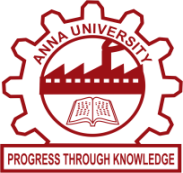 ANNA UNIVERSITY
PROGRESS THROUGH KNOWLEDGE